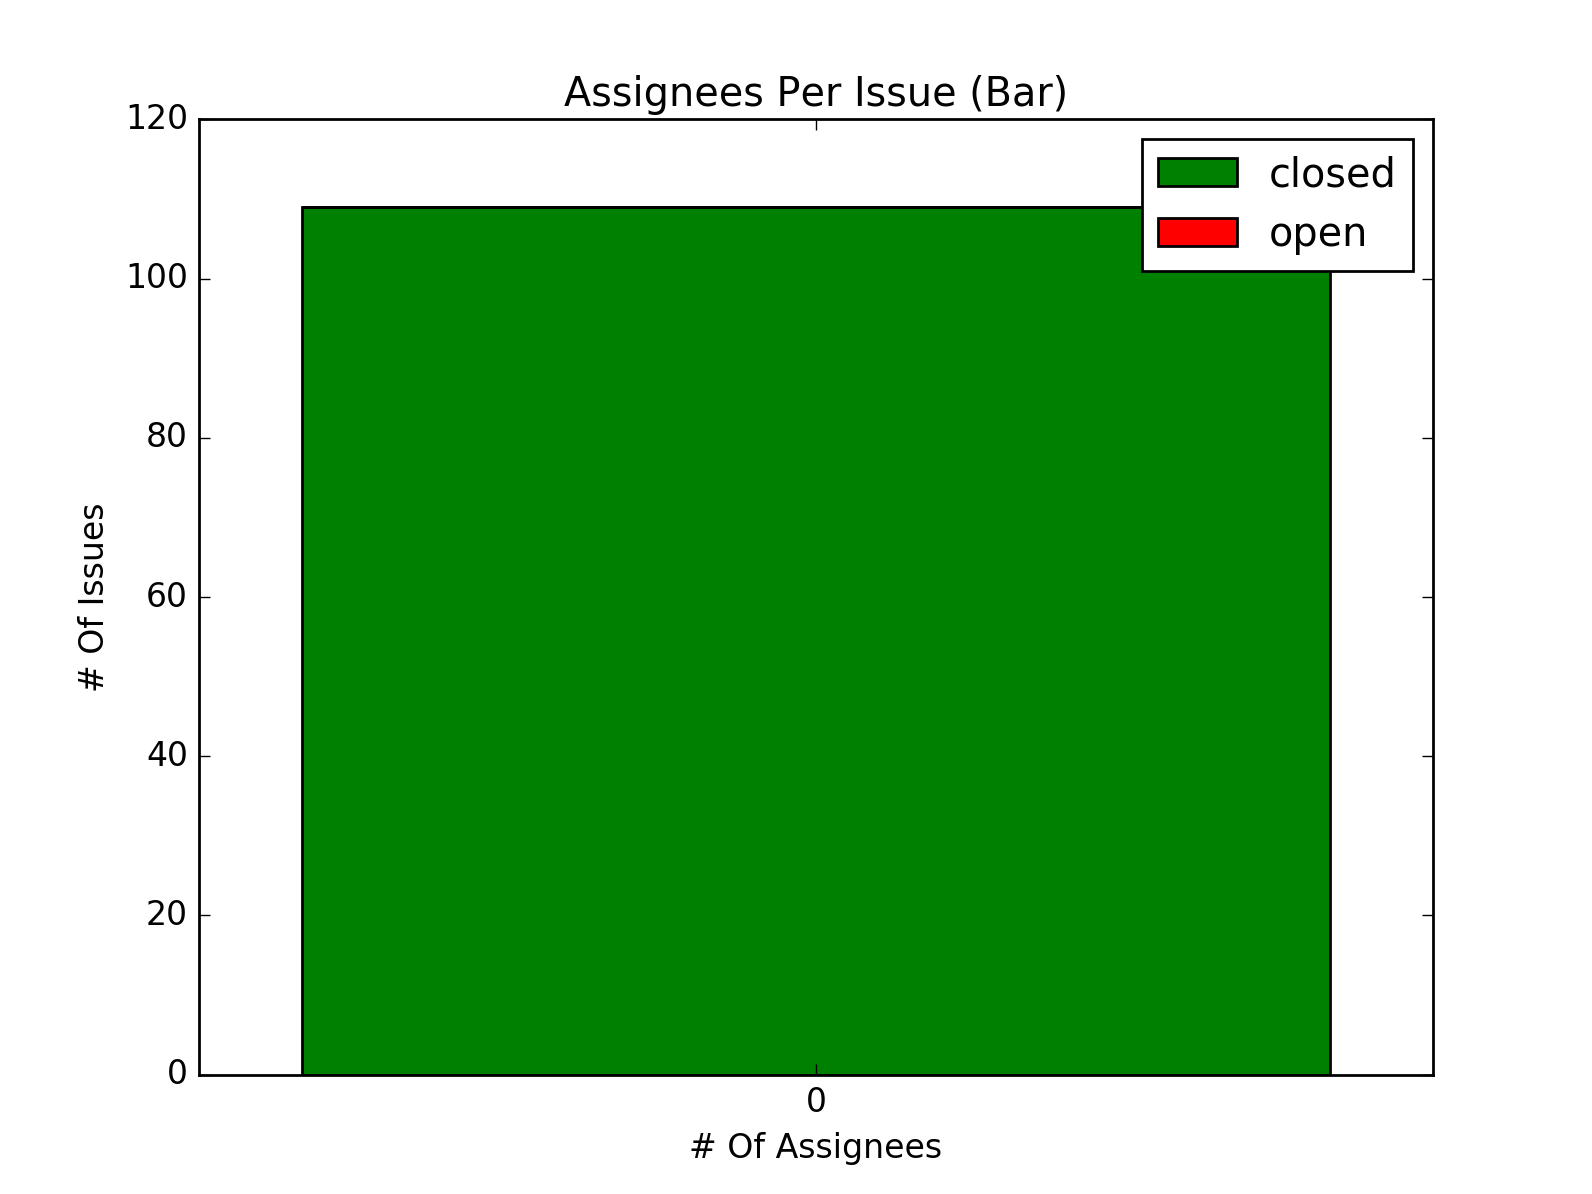 Assignees Per Issue (Bar)
120
100
80
60
40
20
0
# Of Issues
closed
open
0
# Of Assignees